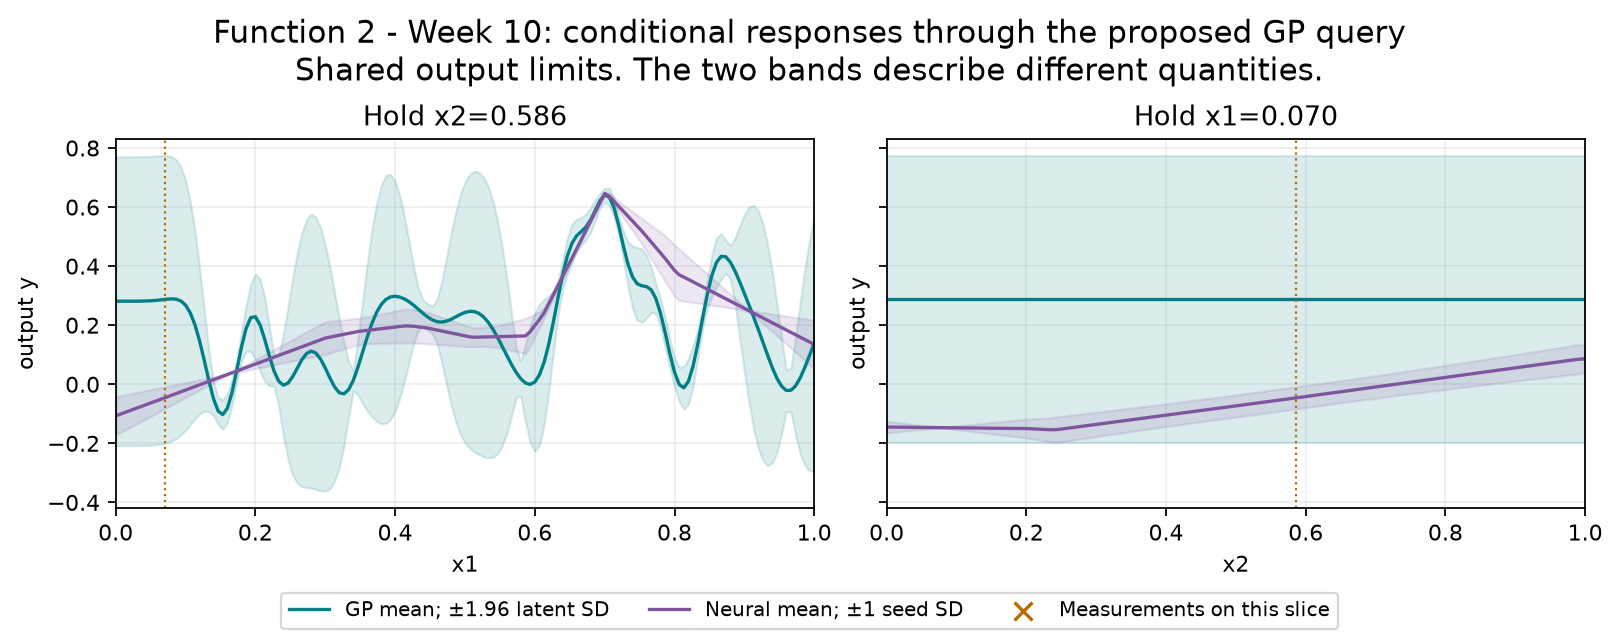 Function 2 - Week 10: conditional responses through the proposed GP query
Shared output limits. The two bands describe different quantities.
Hold x2=0.586
Hold x1=0.070
output y
0.8
0.6
0.4
0.2
0.0
−0.2
−0.4
0.0 0.2 0.4 0.6 0.8 1.0
x1
output y
0.0 0.2 0.4 0.6 0.8 1.0
x2
GP mean; ±1.96 latent SD
Neural mean; ±1 seed SD
Measurements on this slice